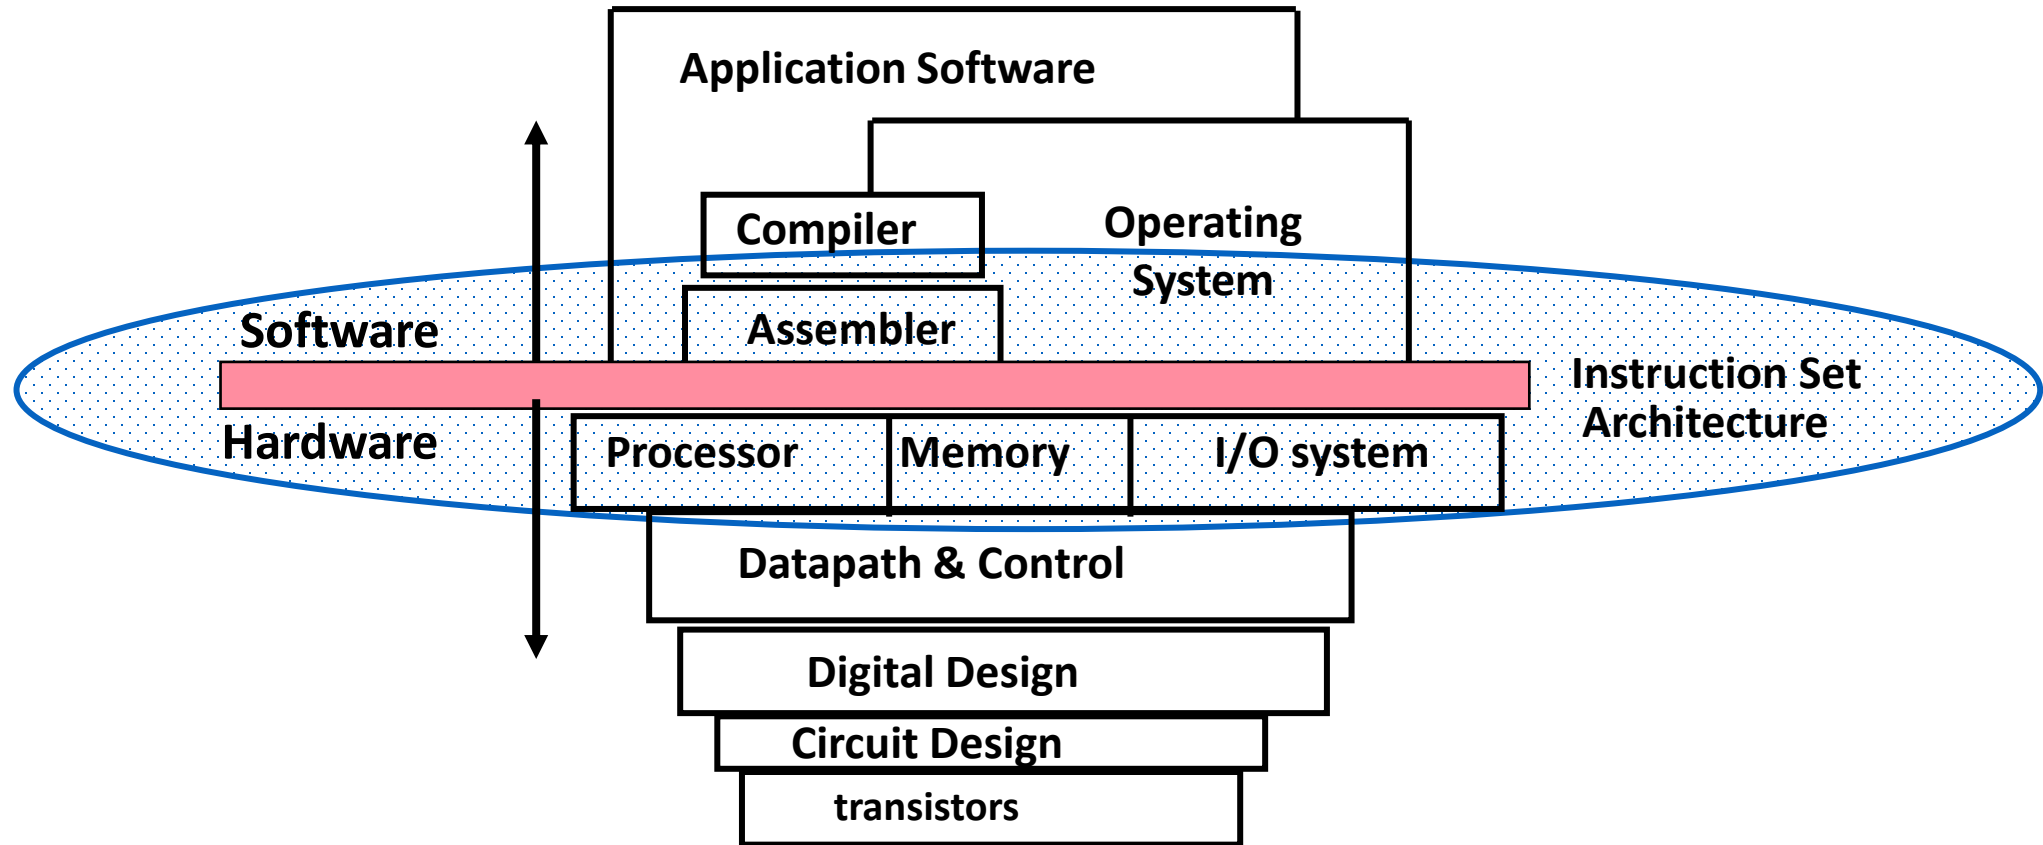 Application Software
Compiler
Operating
System
Assembler
Software
Instruction Set
Architecture
Hardware
Processor
Memory
I/O system
Datapath & Control
Digital Design
Circuit Design
transistors